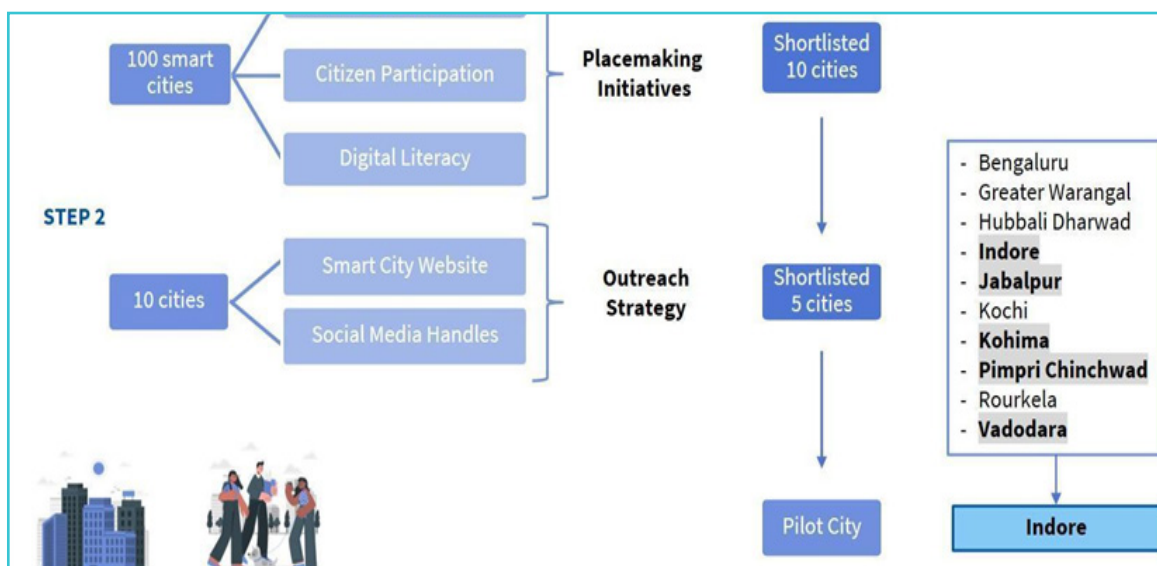 100 smart
cities
Citizen Participation
Digital Literacy
Placemaking
Initiatives
Shortlisted
10 cities
STEP 2
10 cities
Smart City Website
Social Media Handles
Outreach
Strategy
Shortlisted
5 cities
Pilot City
- Bengaluru
- Greater Warangal
- Hubbali Dharwad
- Indore
- Jabalpur
- Kochi
- Kohima
- Pimpri Chinchwad
- Rourkela
- Vadodara
Indore